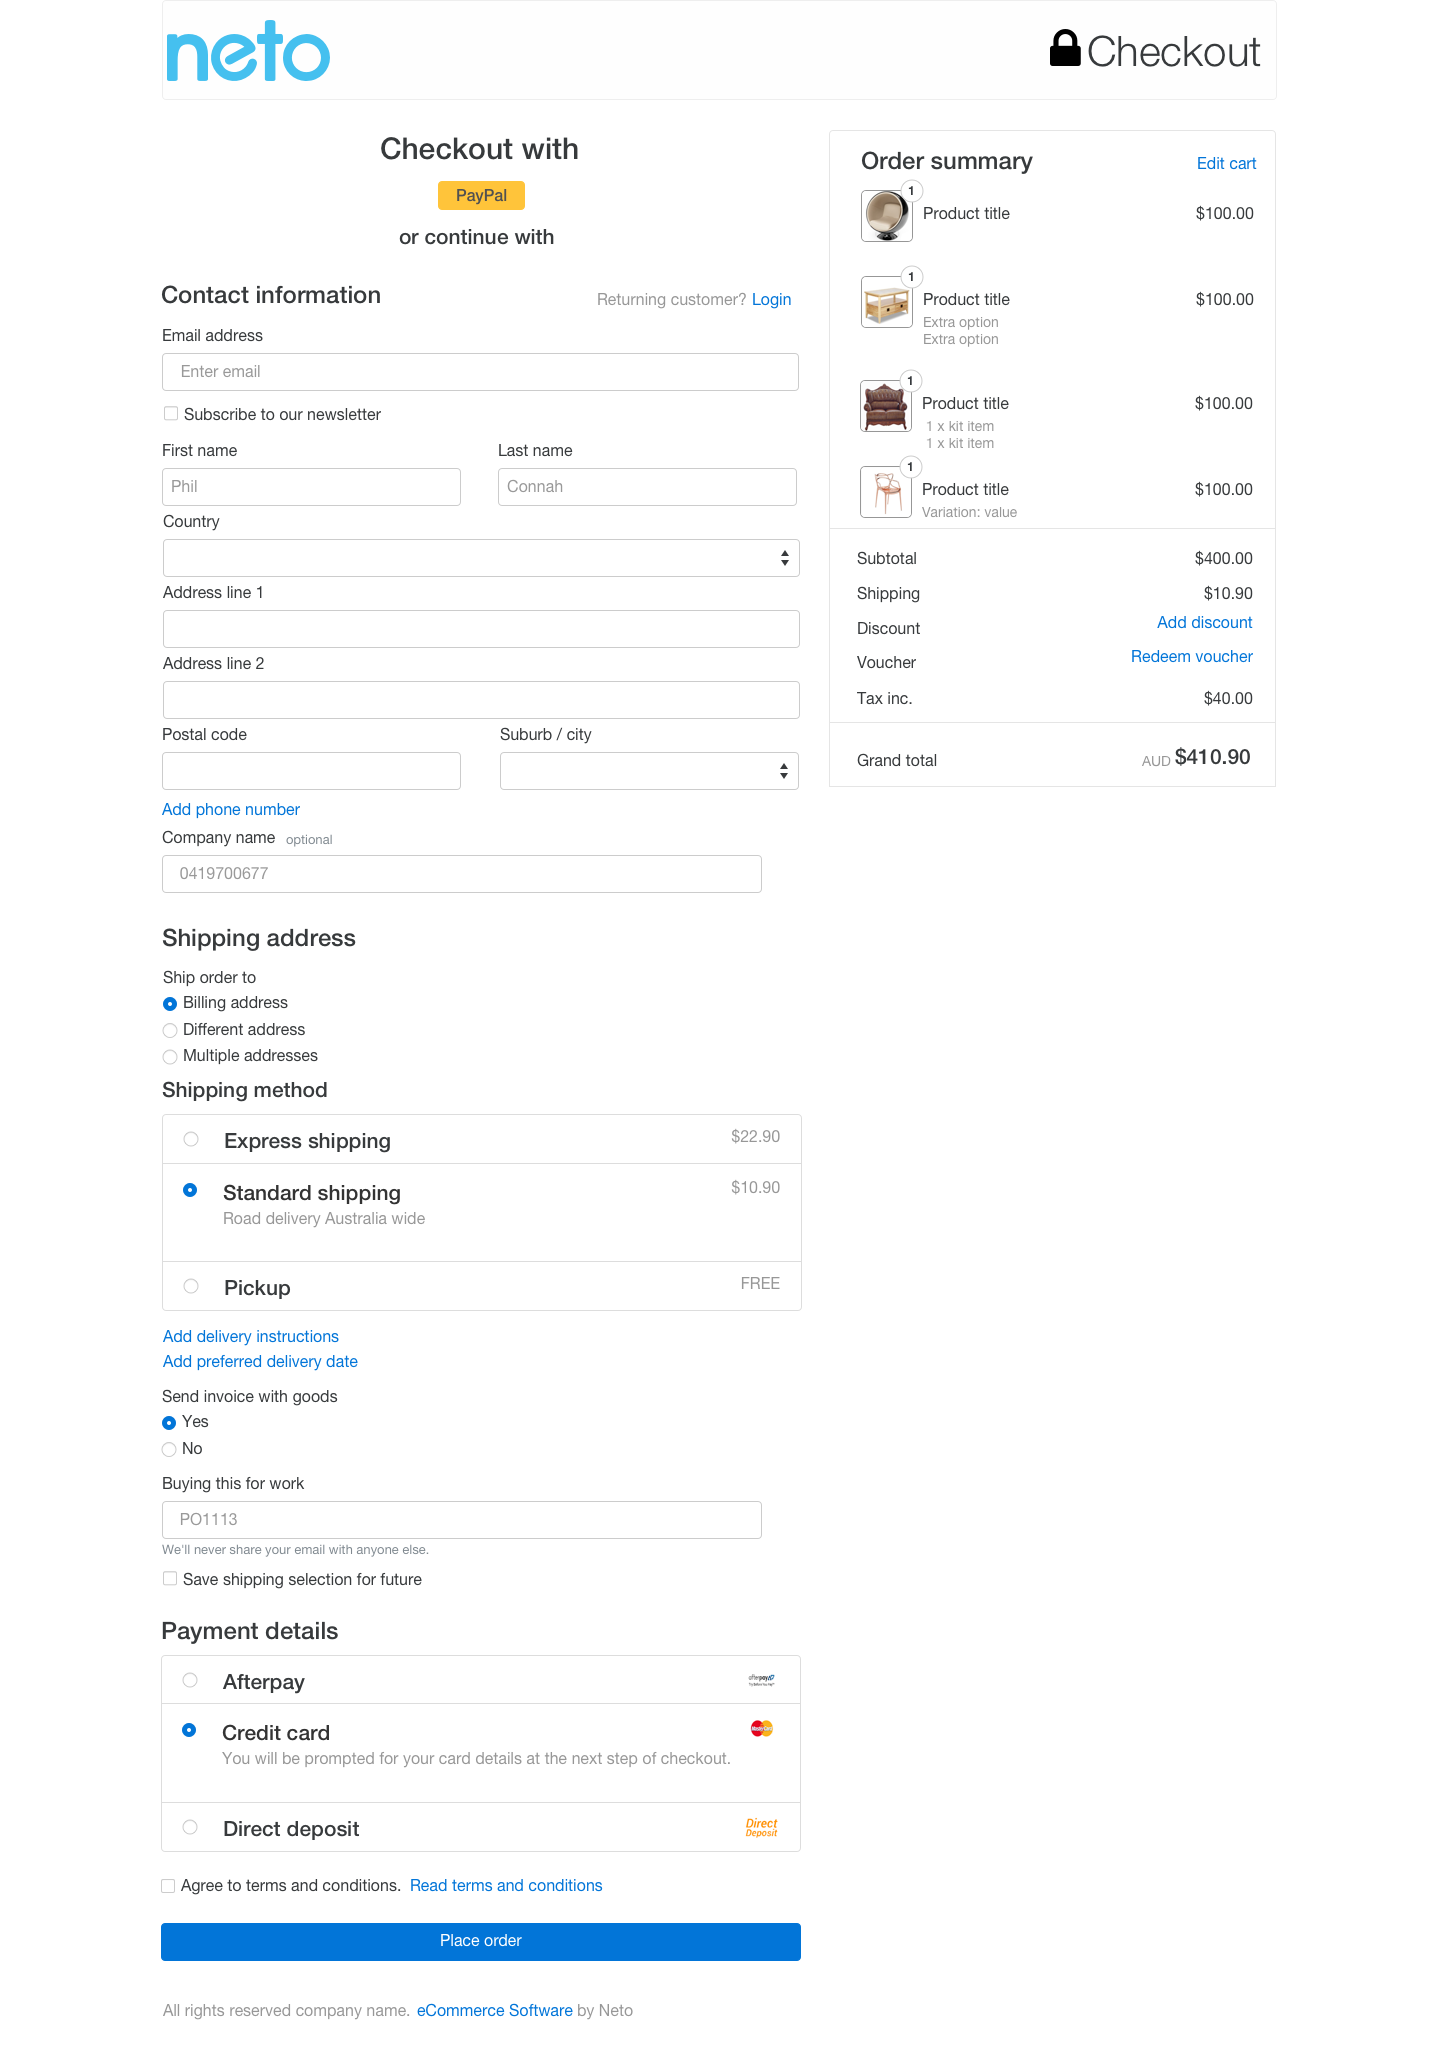 neto
Checkout
Checkout with
PayPal
or continue with
Contact information
Returning customer? Login
Email address
Enter email
Subscribe to our newsletter
First name
Last name
Phil
Connah
Country
Address line 1
Address line 2
Postal code
Suburb / city
Add phone number
Company name optional
0419700677
Shipping address
Ship order to
Billing address
Different address
Multiple addresses
Shipping method
Express shipping
$22.90
Standard shipping
$10.90
Road delivery Australia wide
Pickup
FREE
Add delivery instructions
Add preferred delivery date
Send invoice with goods
Yes
No
Buying this for work
PO1113
We'll never share your email with anyone else.
Save shipping selection for future
Payment details
Afterpay
afterpay
Credit card
MasterCard
You will be prompted for your card details at the next step of checkout.
Direct deposit
Direct
Deposit
Agree to terms and conditions. Read terms and conditions
Place order
All rights reserved company name. eCommerce Software by Neto
Order summary
Edit cart
1
Product title
$100.00
1
Product title
$100.00
Extra option
Extra option
1
Product title
$100.00
1 x kit item
1 x kit item
1
Product title
$100.00
Variation: value
Subtotal
$400.00
Shipping
$10.90
Discount
Add discount
Voucher
Redeem voucher
Tax inc.
$40.00
Grand total
AUD $410.90